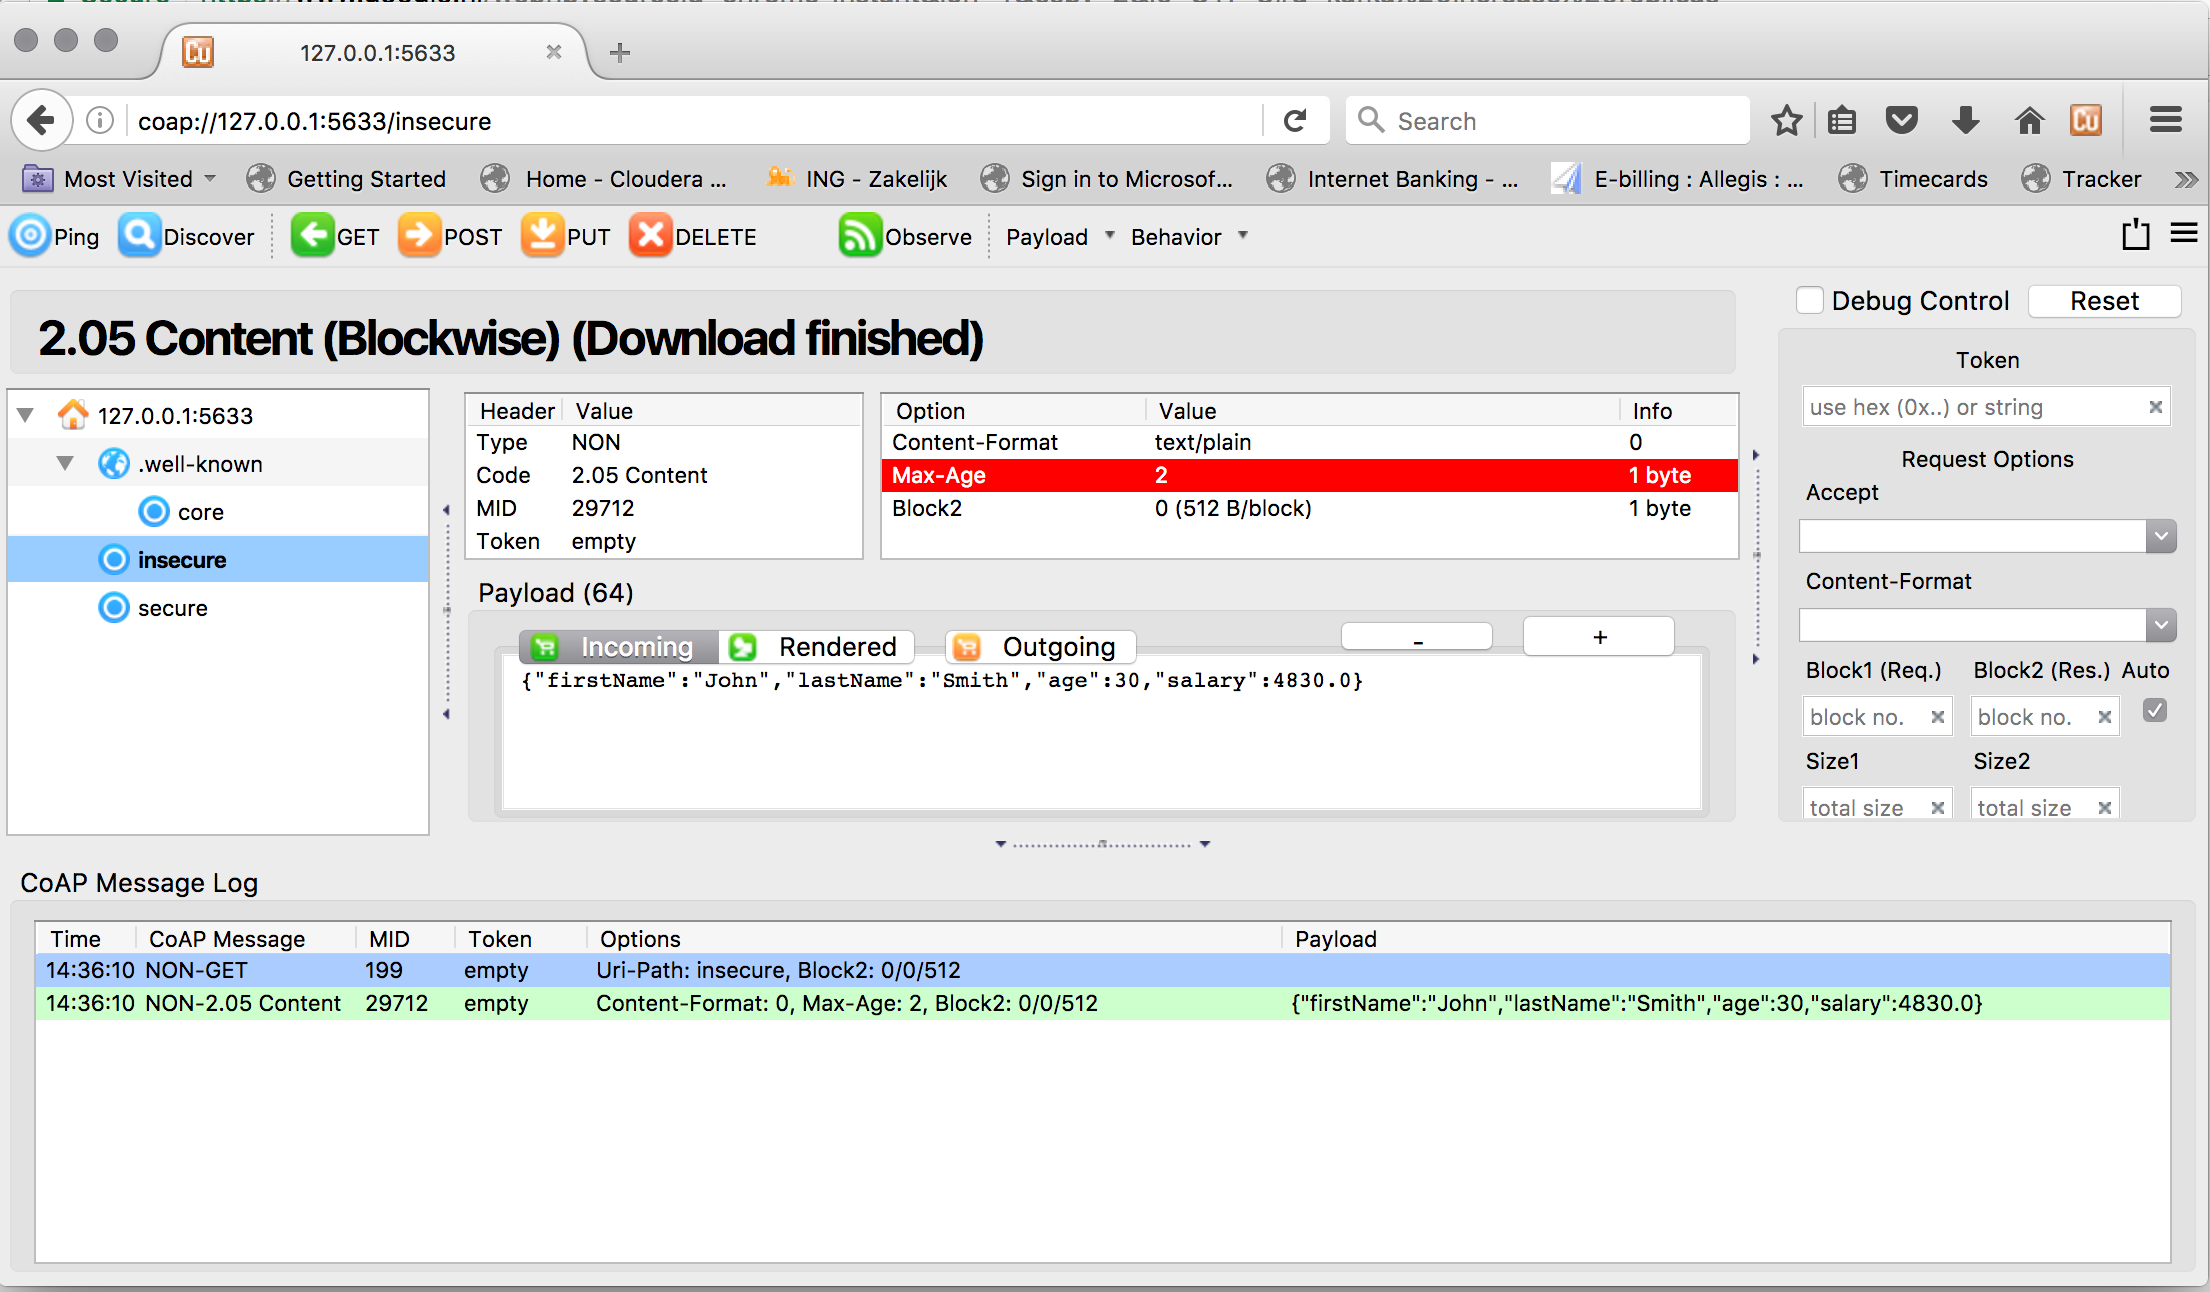 127.0.0.1:5633
coap://127.0.0.1:5633/insecure
Search
Most Visited Getting Started Home - Cloudera ... ING - Zakelijk Sign in to Microsof... Internet Banking - ... E-billing : Allegis : ... Timecards Tracker
Ping Discover GET POST PUT DELETE Observe Payload Behavior
2.05 Content (Blockwise) (Download finished)
Debug Control Reset
127.0.0.1:5633
.well-known
core
insecure
secure
Header Value
Type NON
Code 2.05 Content
MID 29712
Token empty
Option Value Info
Content-Format text/plain 0
Max-Age 2 1 byte
Block2 0 (512 B/block) 1 byte
Payload (64)
Incoming Rendered Outgoing - +
{"firstName":"John","lastName":"Smith","age":30,"salary":4830.0}
Token
use hex (0x..) or string
Request Options
Accept
Content-Format
Block1 (Req.) Block2 (Res.) Auto
block no. block no.
Size1 Size2
total size total size
CoAP Message Log
Time CoAP Message MID Token Options Payload
14:36:10 NON-GET 199 empty Uri-Path: insecure, Block2: 0/0/512
14:36:10 NON-2.05 Content 29712 empty Content-Format: 0, Max-Age: 2, Block2: 0/0/512 {"firstName":"John","lastName":"Smith","age":30,"salary":4830.0}